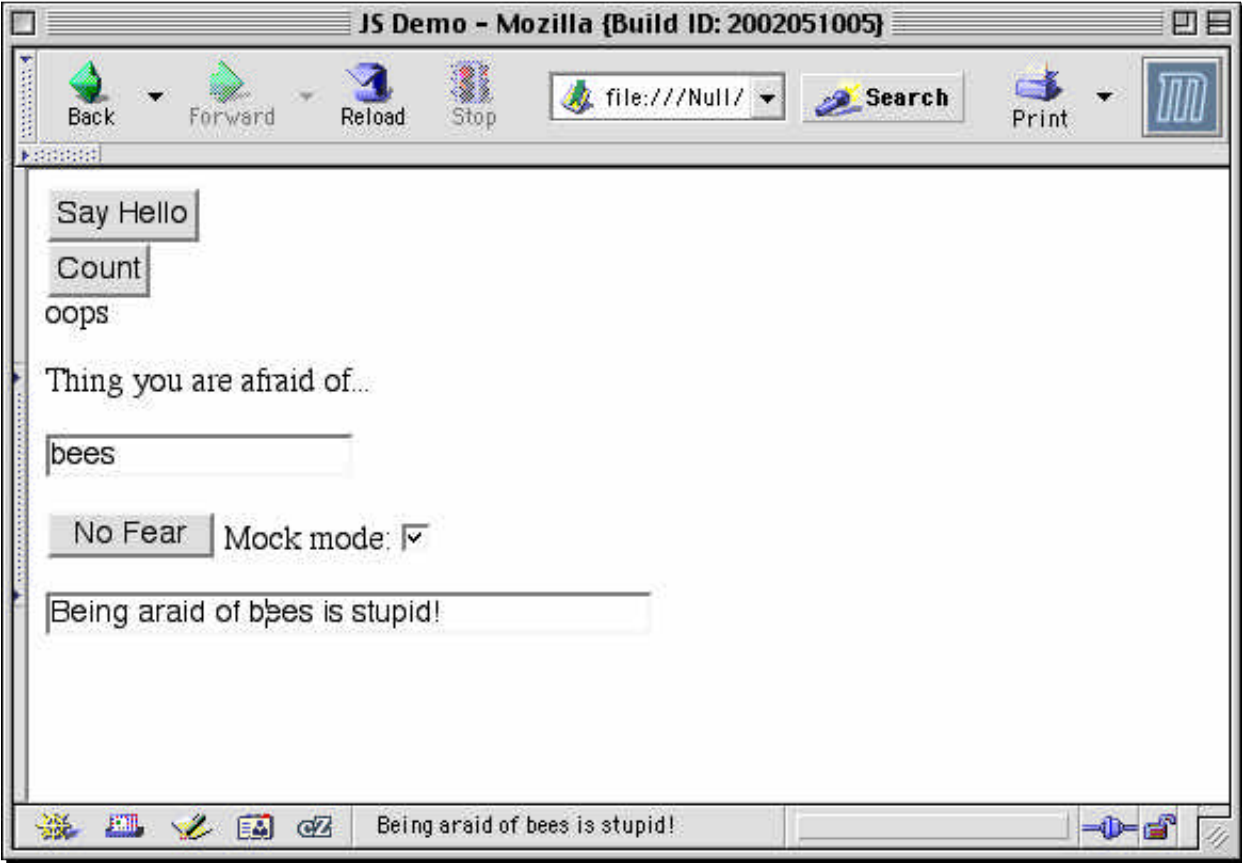 JS Demo - Mozilla {Build ID: 2002051005}
Back Forward Reload Stop file:///Null/ Search Print
Say Hello
Count
oops
Thing you are afraid of...
bees
No Fear Mock mode:
Being araid of bees is stupid!
cZ Being araid of bees is stupid!